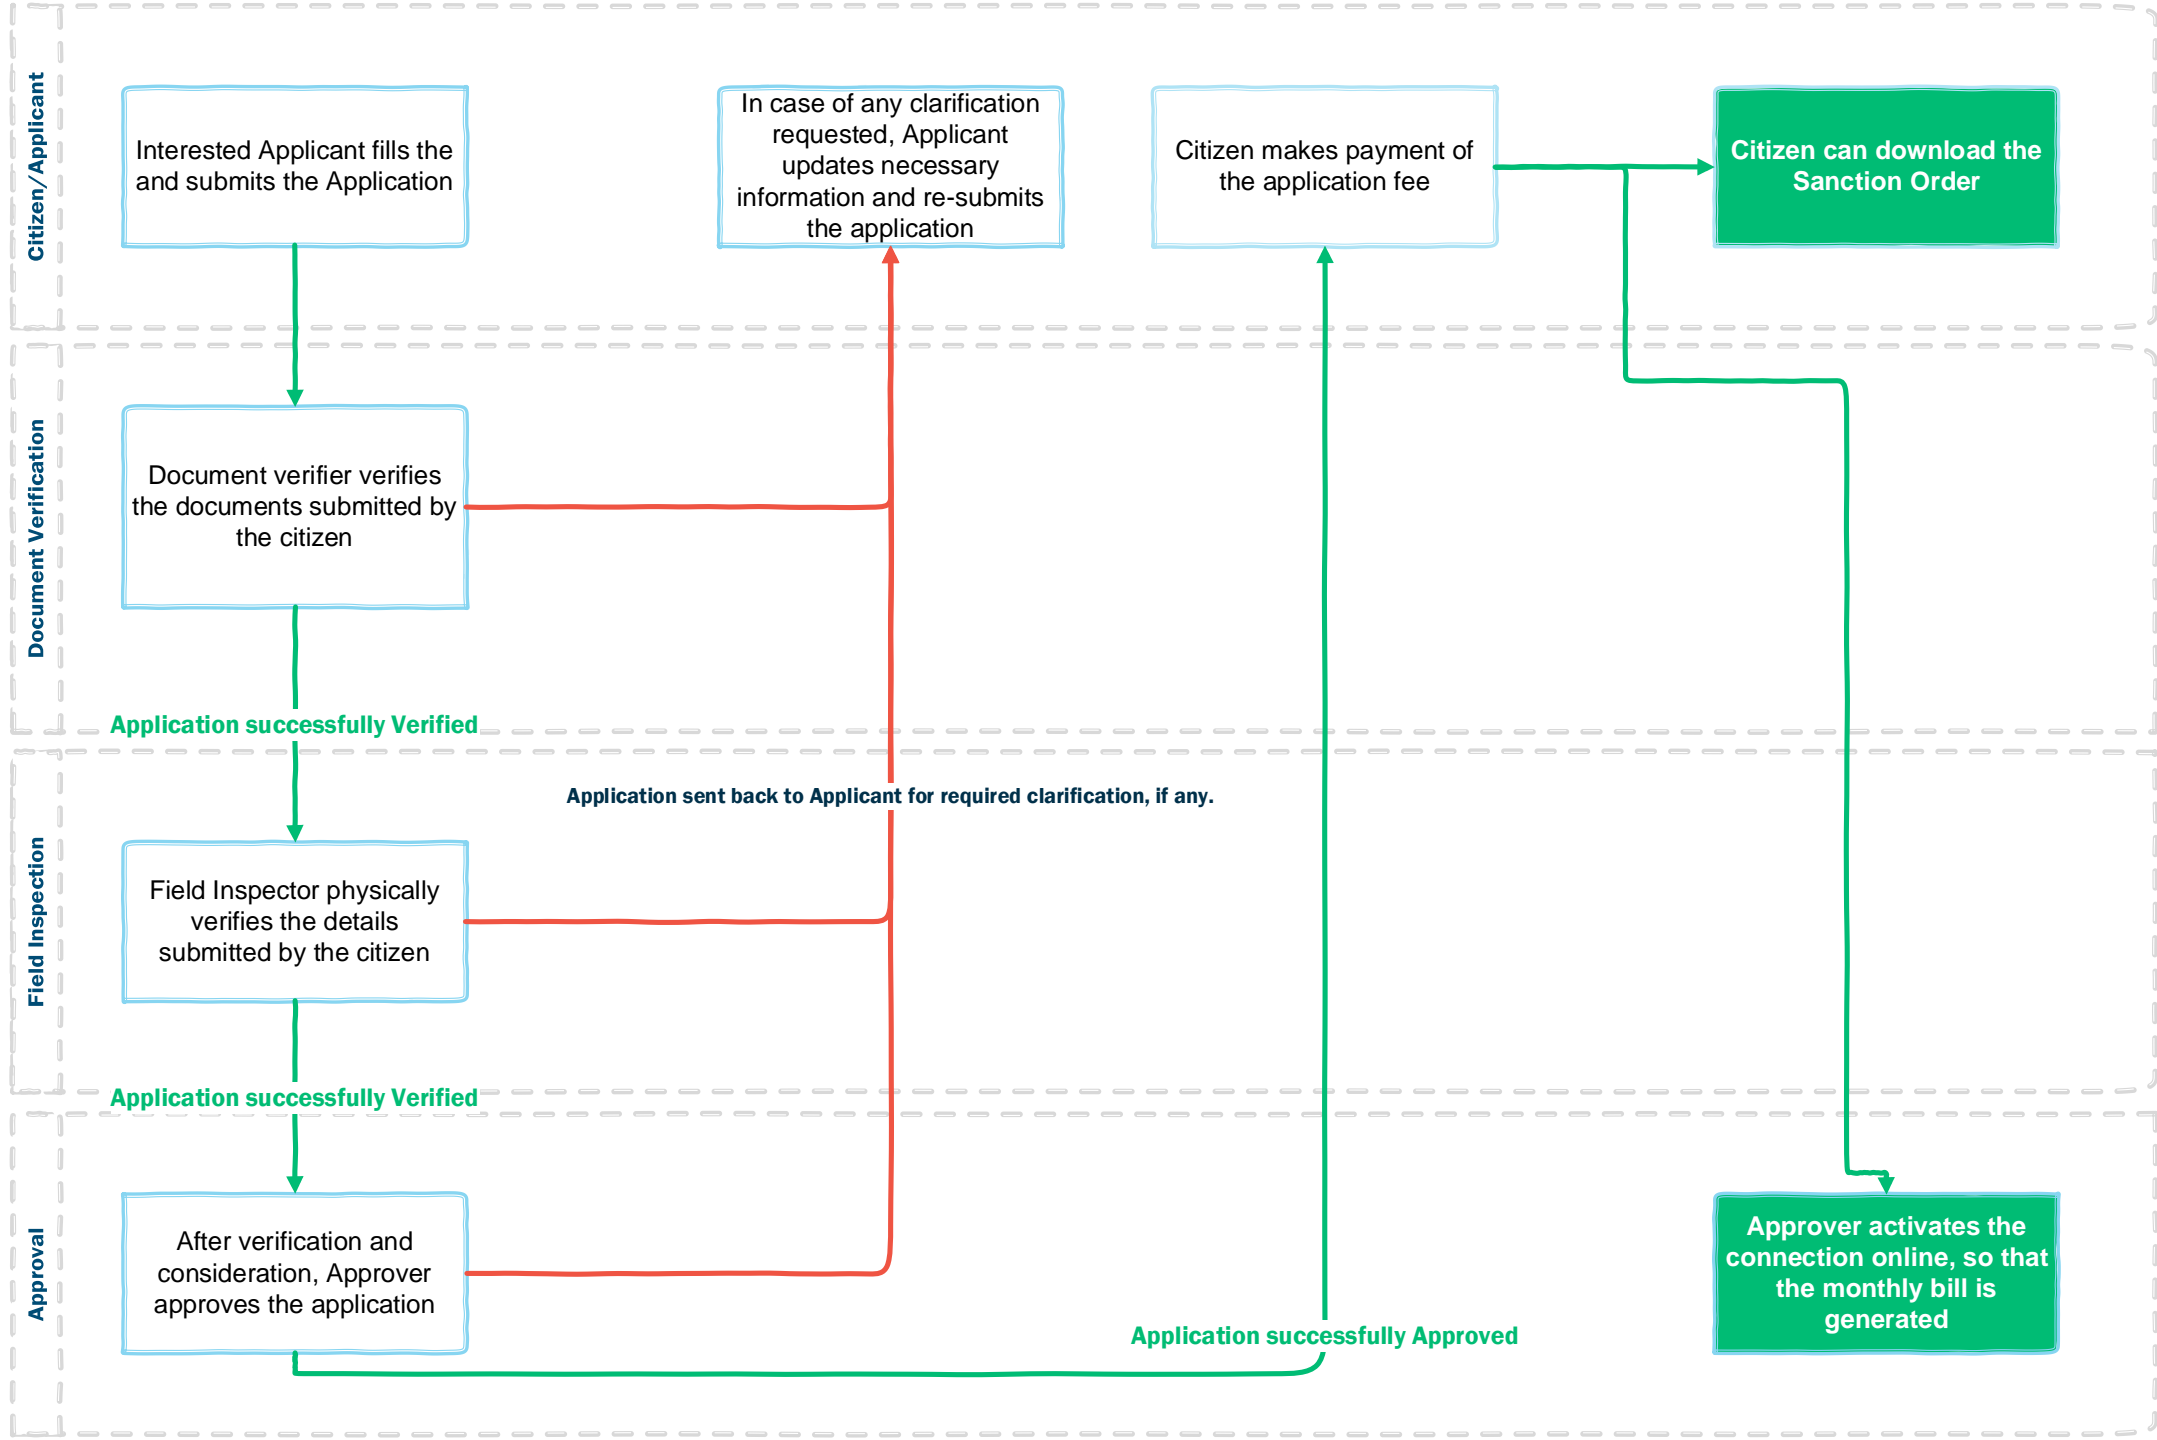 Citizen/Applicant
Interested Applicant fills the
and submits the Application
In case of any clarification
requested, Applicant
updates necessary
information and re-submits
the application
Citizen makes payment of
the application fee
Citizen can download the
Sanction Order
Document Verification
Document verifier verifies
the documents submitted by
the citizen
Application successfully Verified
Field Inspection
Application sent back to Applicant for required clarification, if any.
Field Inspector physically
verifies the details
submitted by the citizen
Application successfully Verified
Approval
After verification and
consideration, Approver
approves the application
Application successfully Approved
Approver activates the
connection online, so that
the monthly bill is
generated